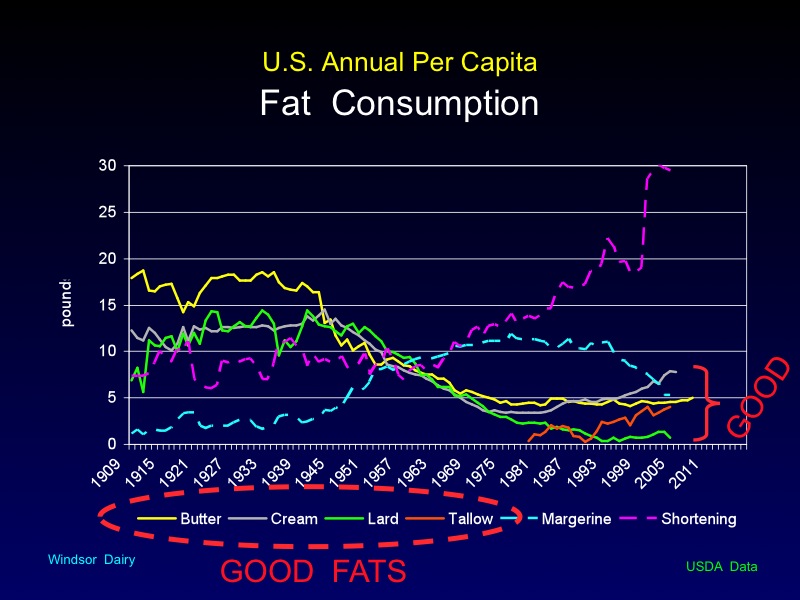 U.S. Annual Per Capita
Fat Consumption
30
25
20
15
10
5
0
pound
1909 1915 1921 1927 1933 1939 1945 1951 1957 1963 1969 1975 1981 1987 1993 1999 2005 2011
GOOD
Butter Cream Lard Tallow Margerine Shortening
Windsor Dairy
GOOD FATS
USDA Data